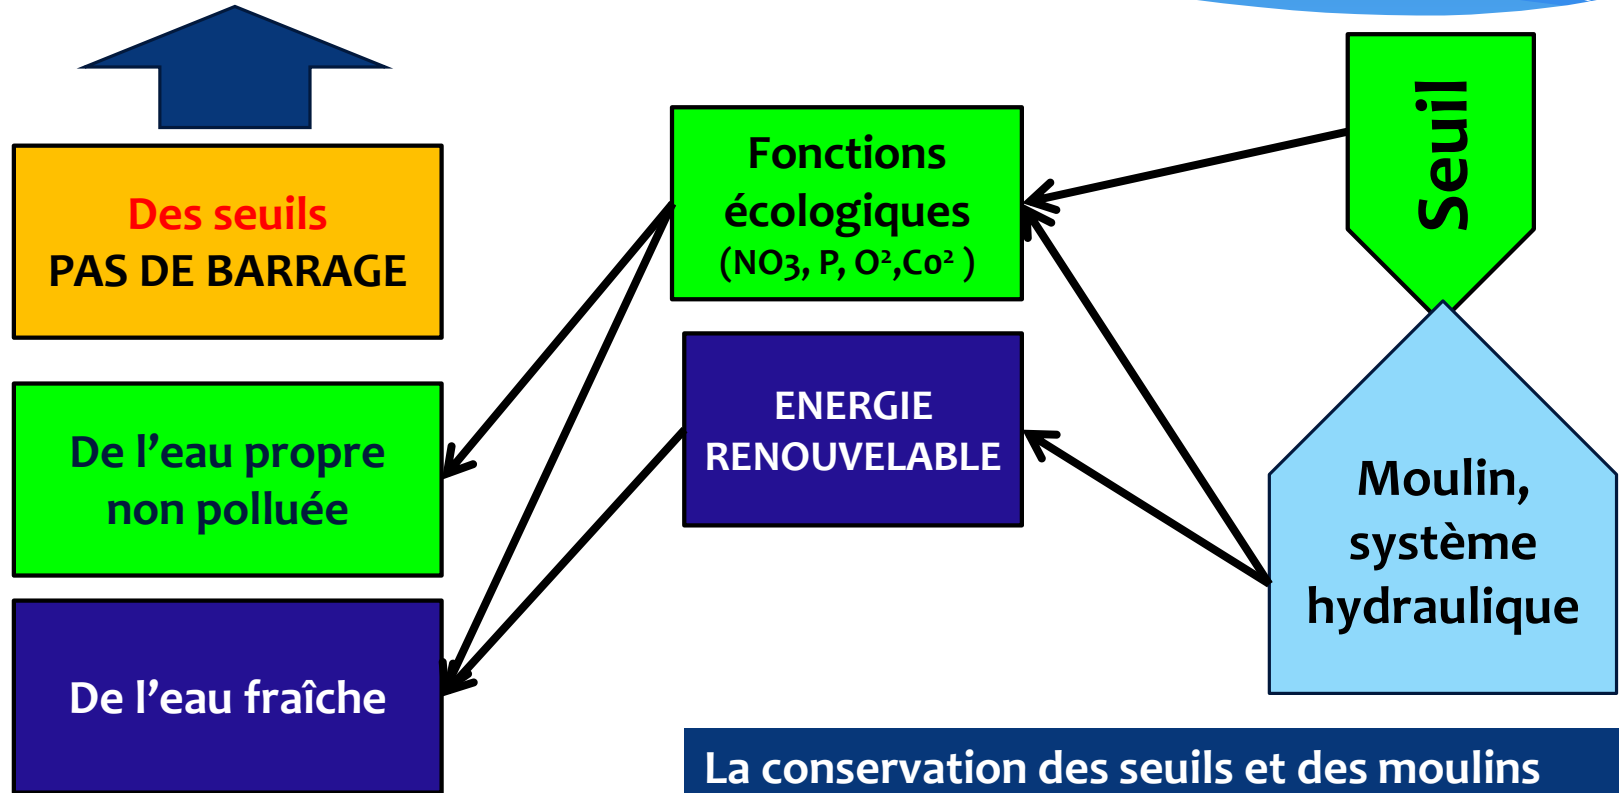 Des seuils
PAS DE BARRAGE
De l’eau propre
non polluée
De l’eau fraîche
Fonctions
écologiques
(NO3, P, O²,Co² )
ENERGIE
RENOUVELABLE
Seuil
Moulin,
système
hydraulique
La conservation des seuils et des moulins